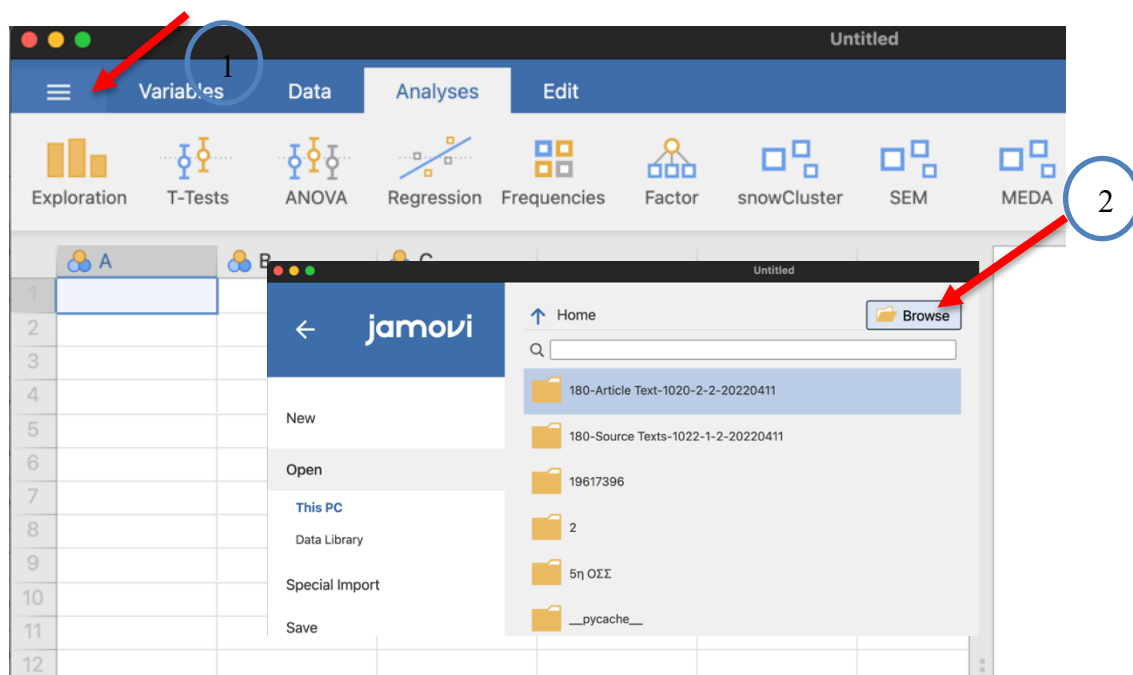 Untitled
1
Variables Data Analyses Edit
Exploration T-Tests ANOVA Regression Frequencies Factor snowCluster SEM MEDA
2
A B C
1
2
3
4
5
6
7
8
9
10
11
12
Untitled
jamovi
Home
Browse
New
Open
This PC
Data Library
Special Import
Save
180-Article Text-1020-2-2-20220411
180-Source Texts-1022-1-2-20220411
19617396
2
5η ΟΣΣ
__pycache__